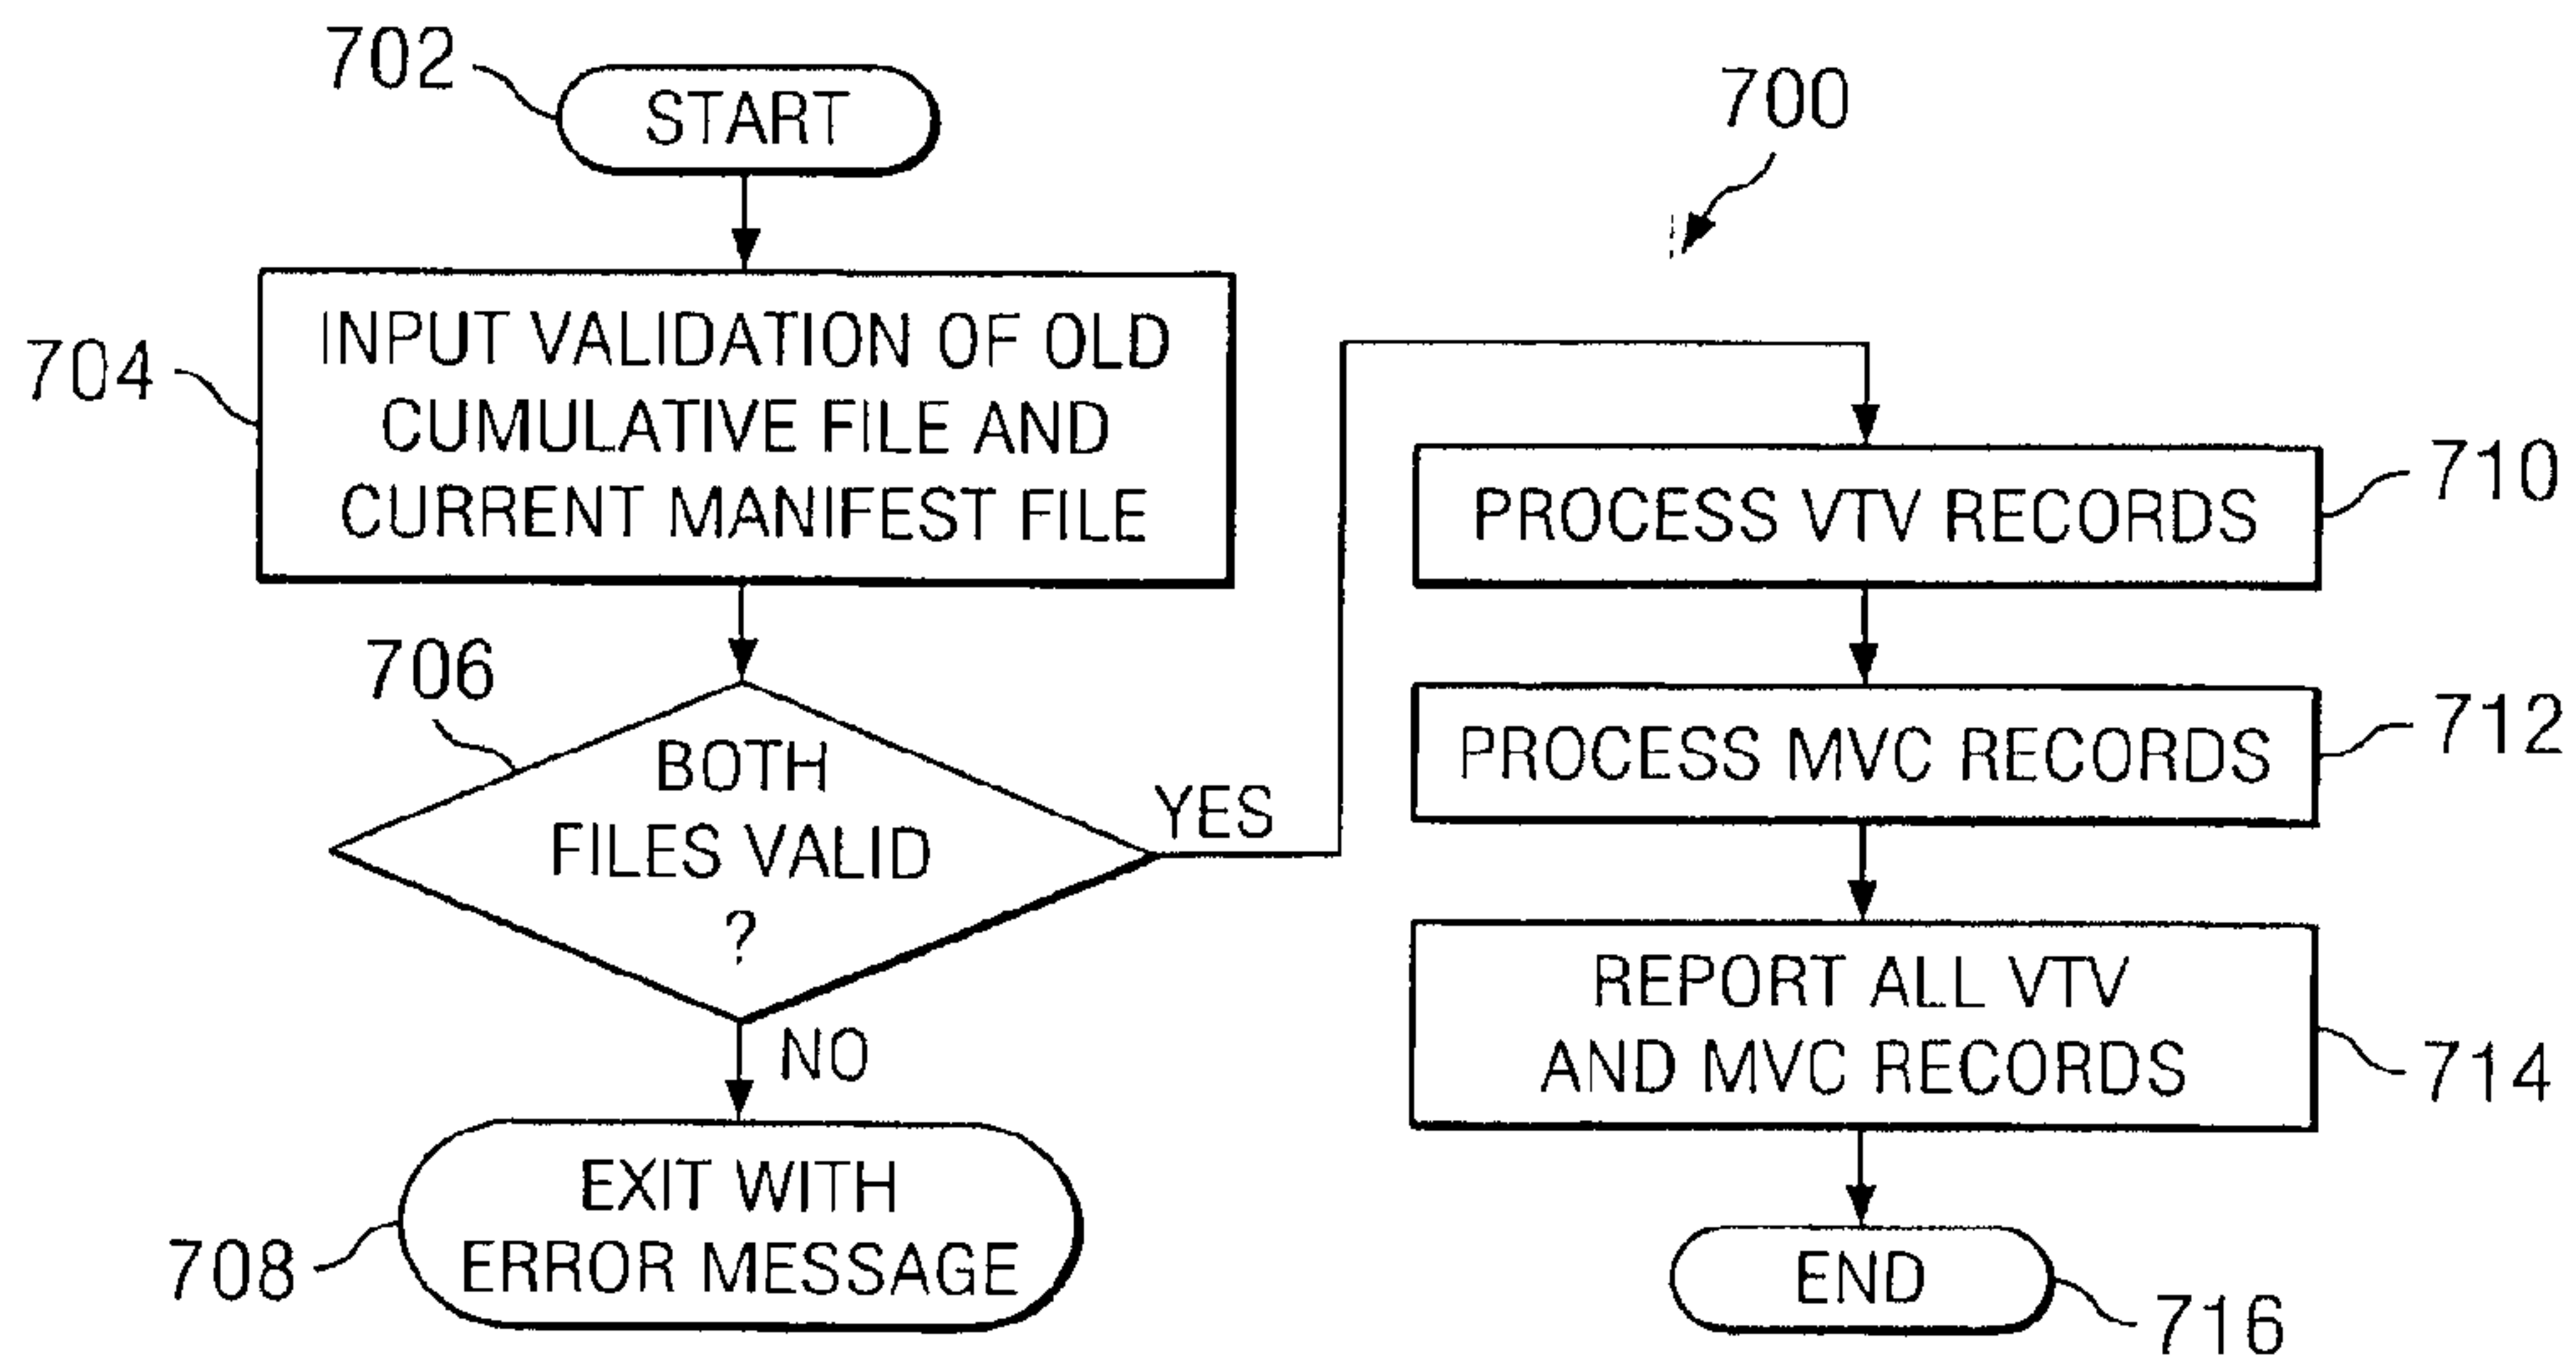 702
START
700
704
INPUT VALIDATION OF OLD
CUMULATIVE FILE AND
CURRENT MANIFEST FILE
706
BOTH
FILES VALID
?
YES
NO
708
EXIT WITH
ERROR MESSAGE
710
PROCESS VTV RECORDS
712
PROCESS MVC RECORDS
714
REPORT ALL VTV
AND MVC RECORDS
END
716